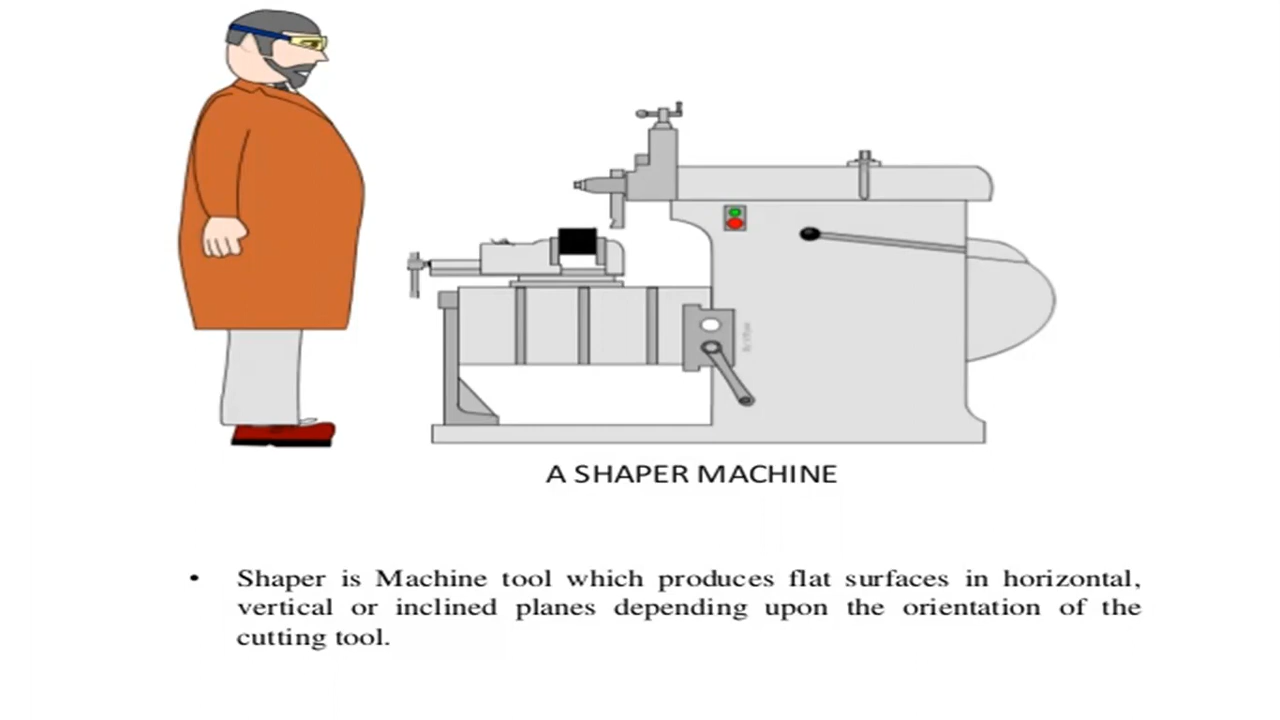 A SHAPER MACHINE
• Shaper is Machine tool which produces flat surfaces in horizontal,
vertical or inclined planes depending upon the orientation of the
cutting tool.